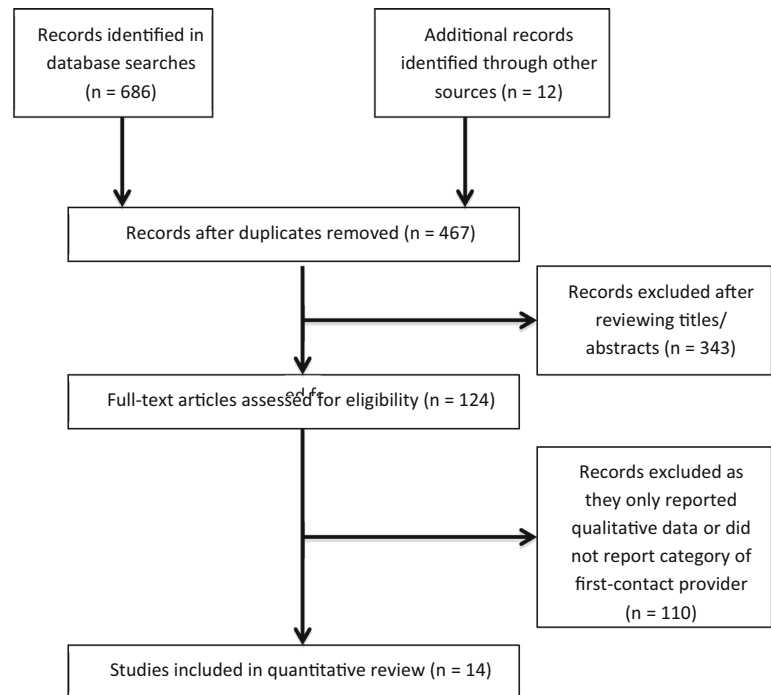 Records identified in
database searches
(n = 686)
Additional records
identified through other
sources (n = 12)
Records after duplicates removed (n = 467)
Records excluded after
reviewing titles/
abstracts (n = 343)
Full-text articles assessed for eligibility (n = 124)
Records excluded as
they only reported
qualitative data or did
not report category of
first-contact provider
(n = 110)
Studies included in quantitative review (n = 14)